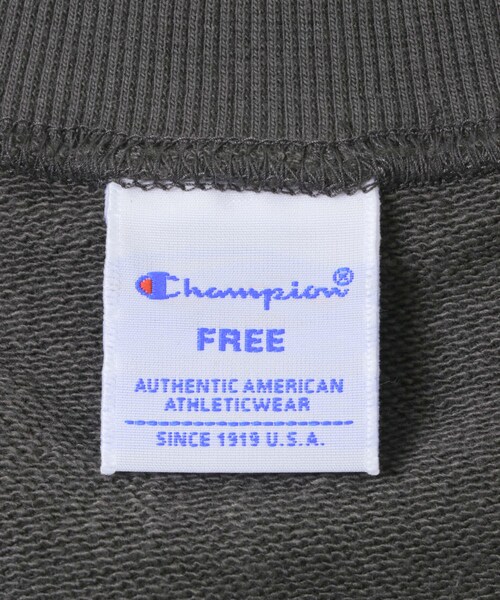 Champion®
FREE
AUTHENTIC AMERICAN
ATHLETICWEAR
SINCE 1919 U.S.A.